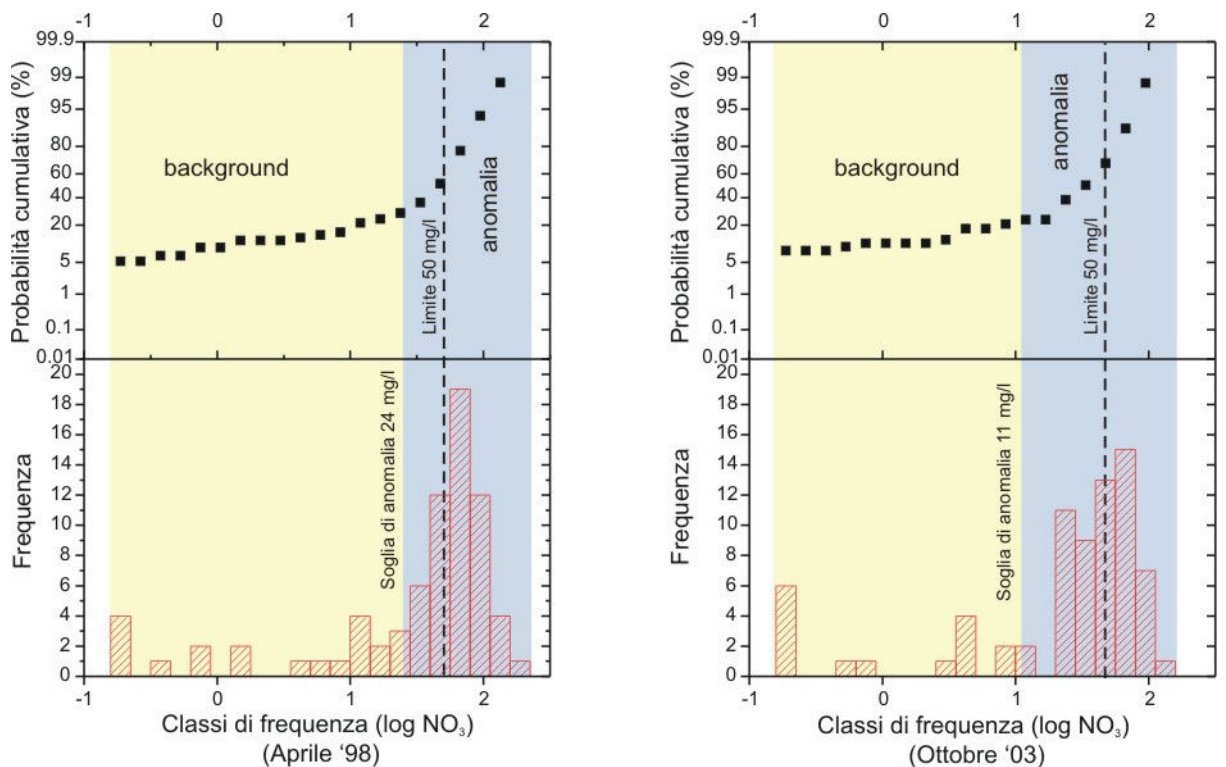 -1 0 1 2
99.9
99
95
80
60
40
20
5
1
0.1
0.01
Probabilità cumulativa (%)
background
anomalia
Limite 50 mg/l
20
18
16
14
12
10
8
6
4
2
0
Frequenza
Soglia di anomalia 24 mg/l
-1 0 1 2
Classi di frequenza (log NO₃)
(Aprile ‘98)
-1 0 1 2
99.9
99
95
80
60
40
20
5
1
0.1
0.01
Probabilità cumulativa (%)
background
anomalia
Limite 50 mg/l
20
18
16
14
12
10
8
6
4
2
0
Frequenza
Soglia di anomalia 11 mg/l
-1 0 1 2
Classi di frequenza (log NO₃)
(Ottobre ‘03)